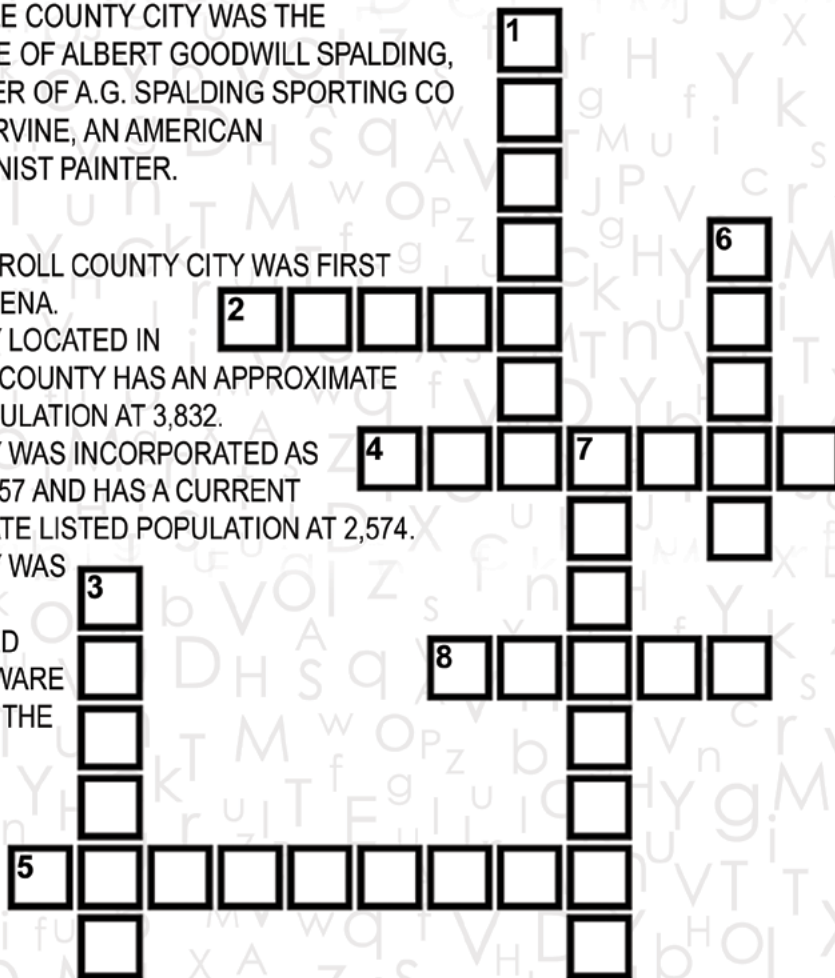 E COUNTY CITY WAS THE
E OF ALBERT GOODWILL SPALDING,
ER OF A.G. SPALDING SPORTING CO
RVINE, AN AMERICAN
NIST PAINTER.
ROLL COUNTY CITY WAS FIRST
ENA.
Y LOCATED IN
COUNTY HAS AN APPROXIMATE
ULATION AT 3,832.
Y WAS INCORPORATED AS
57 AND HAS A CURRENT
TE LISTED POPULATION AT 2,574.
Y WAS
D
WARE
THE
1
6
2
4 7
3
8
5